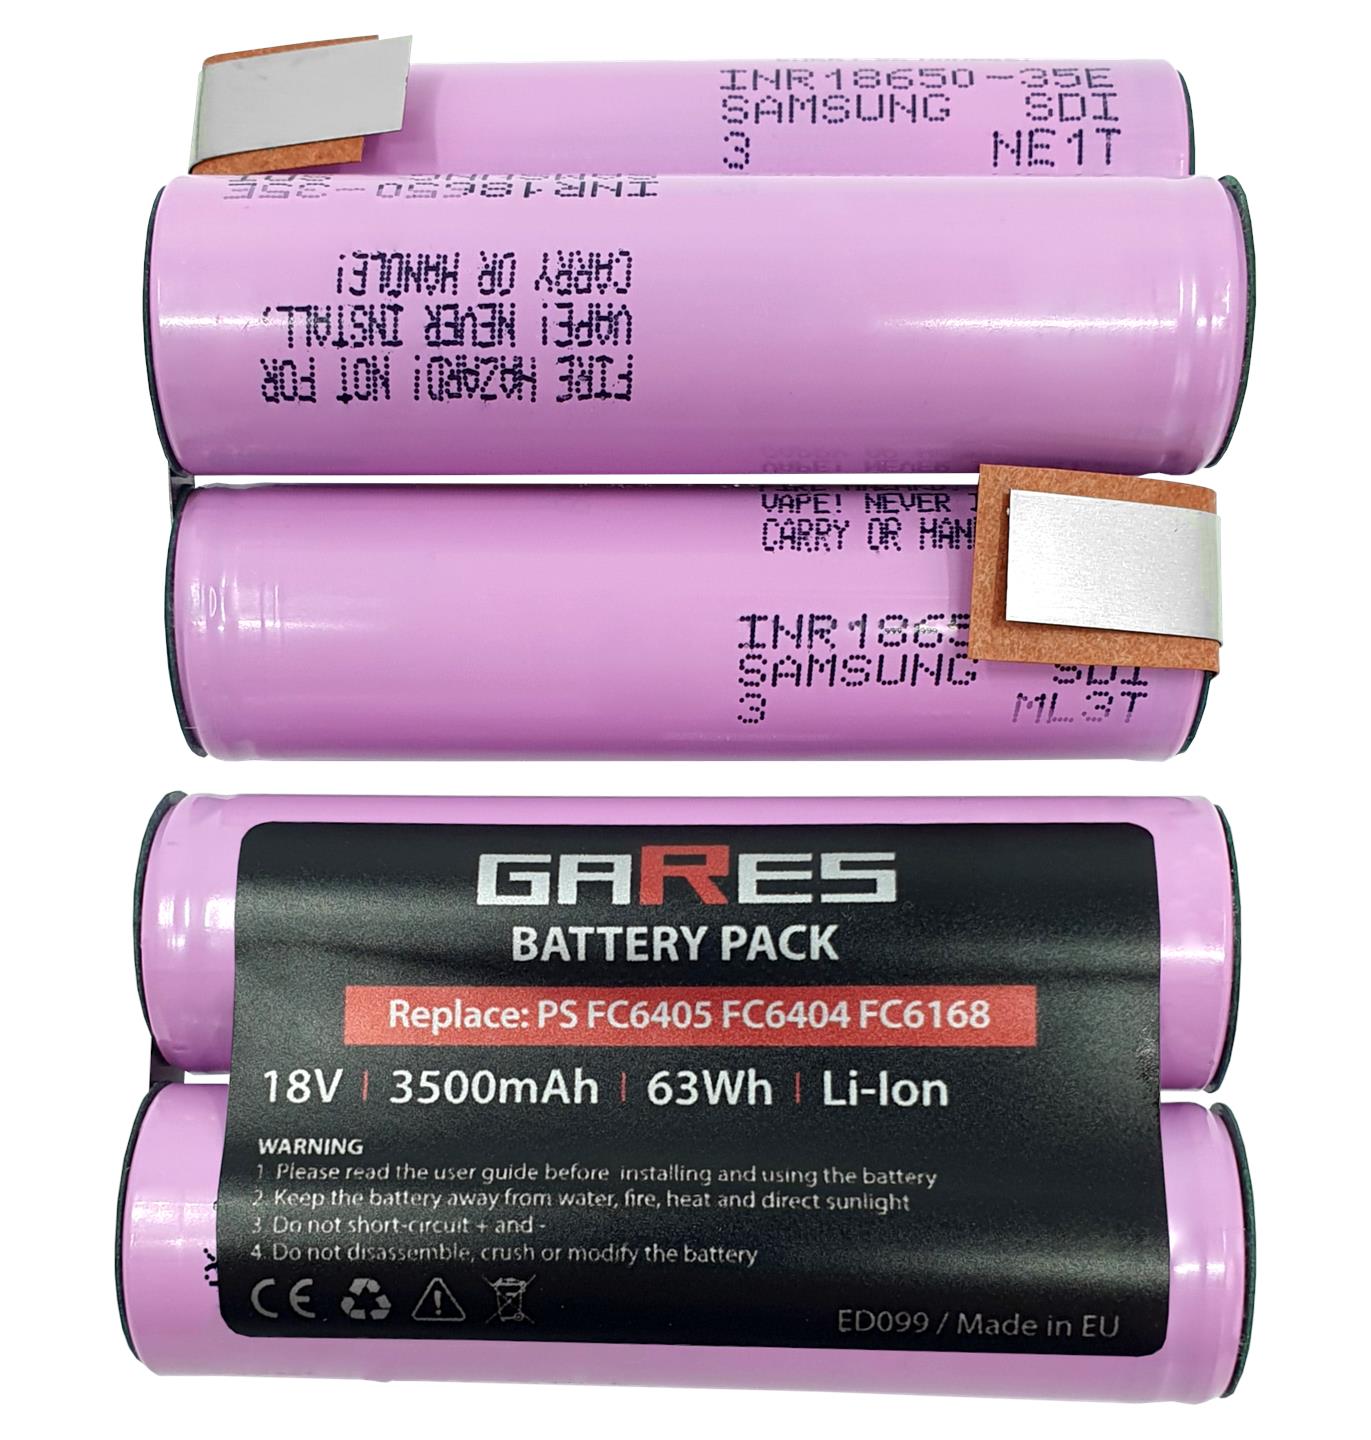 INR18650-35E
SAMSUNG SDI
3 NE1T
INR18650-35E
CARRY OR HANDLE!
VAPE! NEVER INSTALL,
FIRE HAZARD! NOT FOR
VAPE! NEVER
CARRY OR HAN
INR1865
SAMSUNG SDI
3 ML3T
GARES
BATTERY PACK
Replace: PS FC6405 FC6404 FC6168
18V | 3500mAh | 63Wh | Li-Ion
WARNING
1. Please read the user guide before installing and using the battery
2. Keep the battery away from water, fire, heat and direct sunlight
3. Do not short-circuit + and -
4. Do not disassemble, crush or modify the battery
CE
ED099 / Made in EU